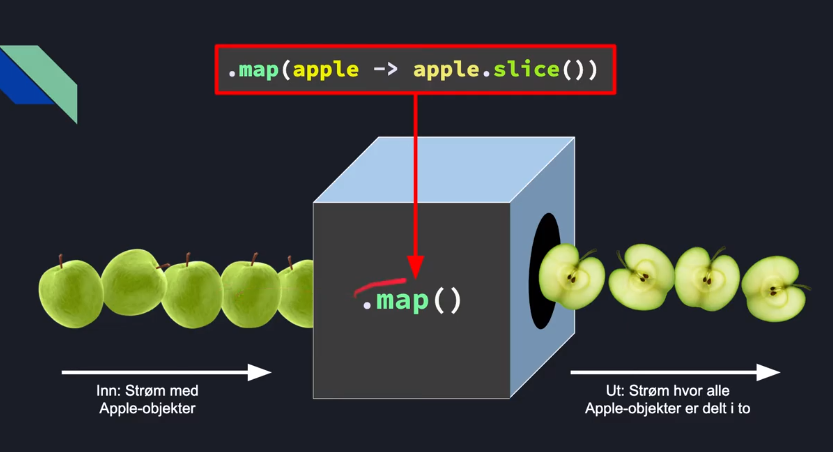 .map(apple -> apple.slice())
.map()
Inn: Strøm med
Apple-objekter
Ut: Strøm hvor alle
Apple-objekter er delt i to